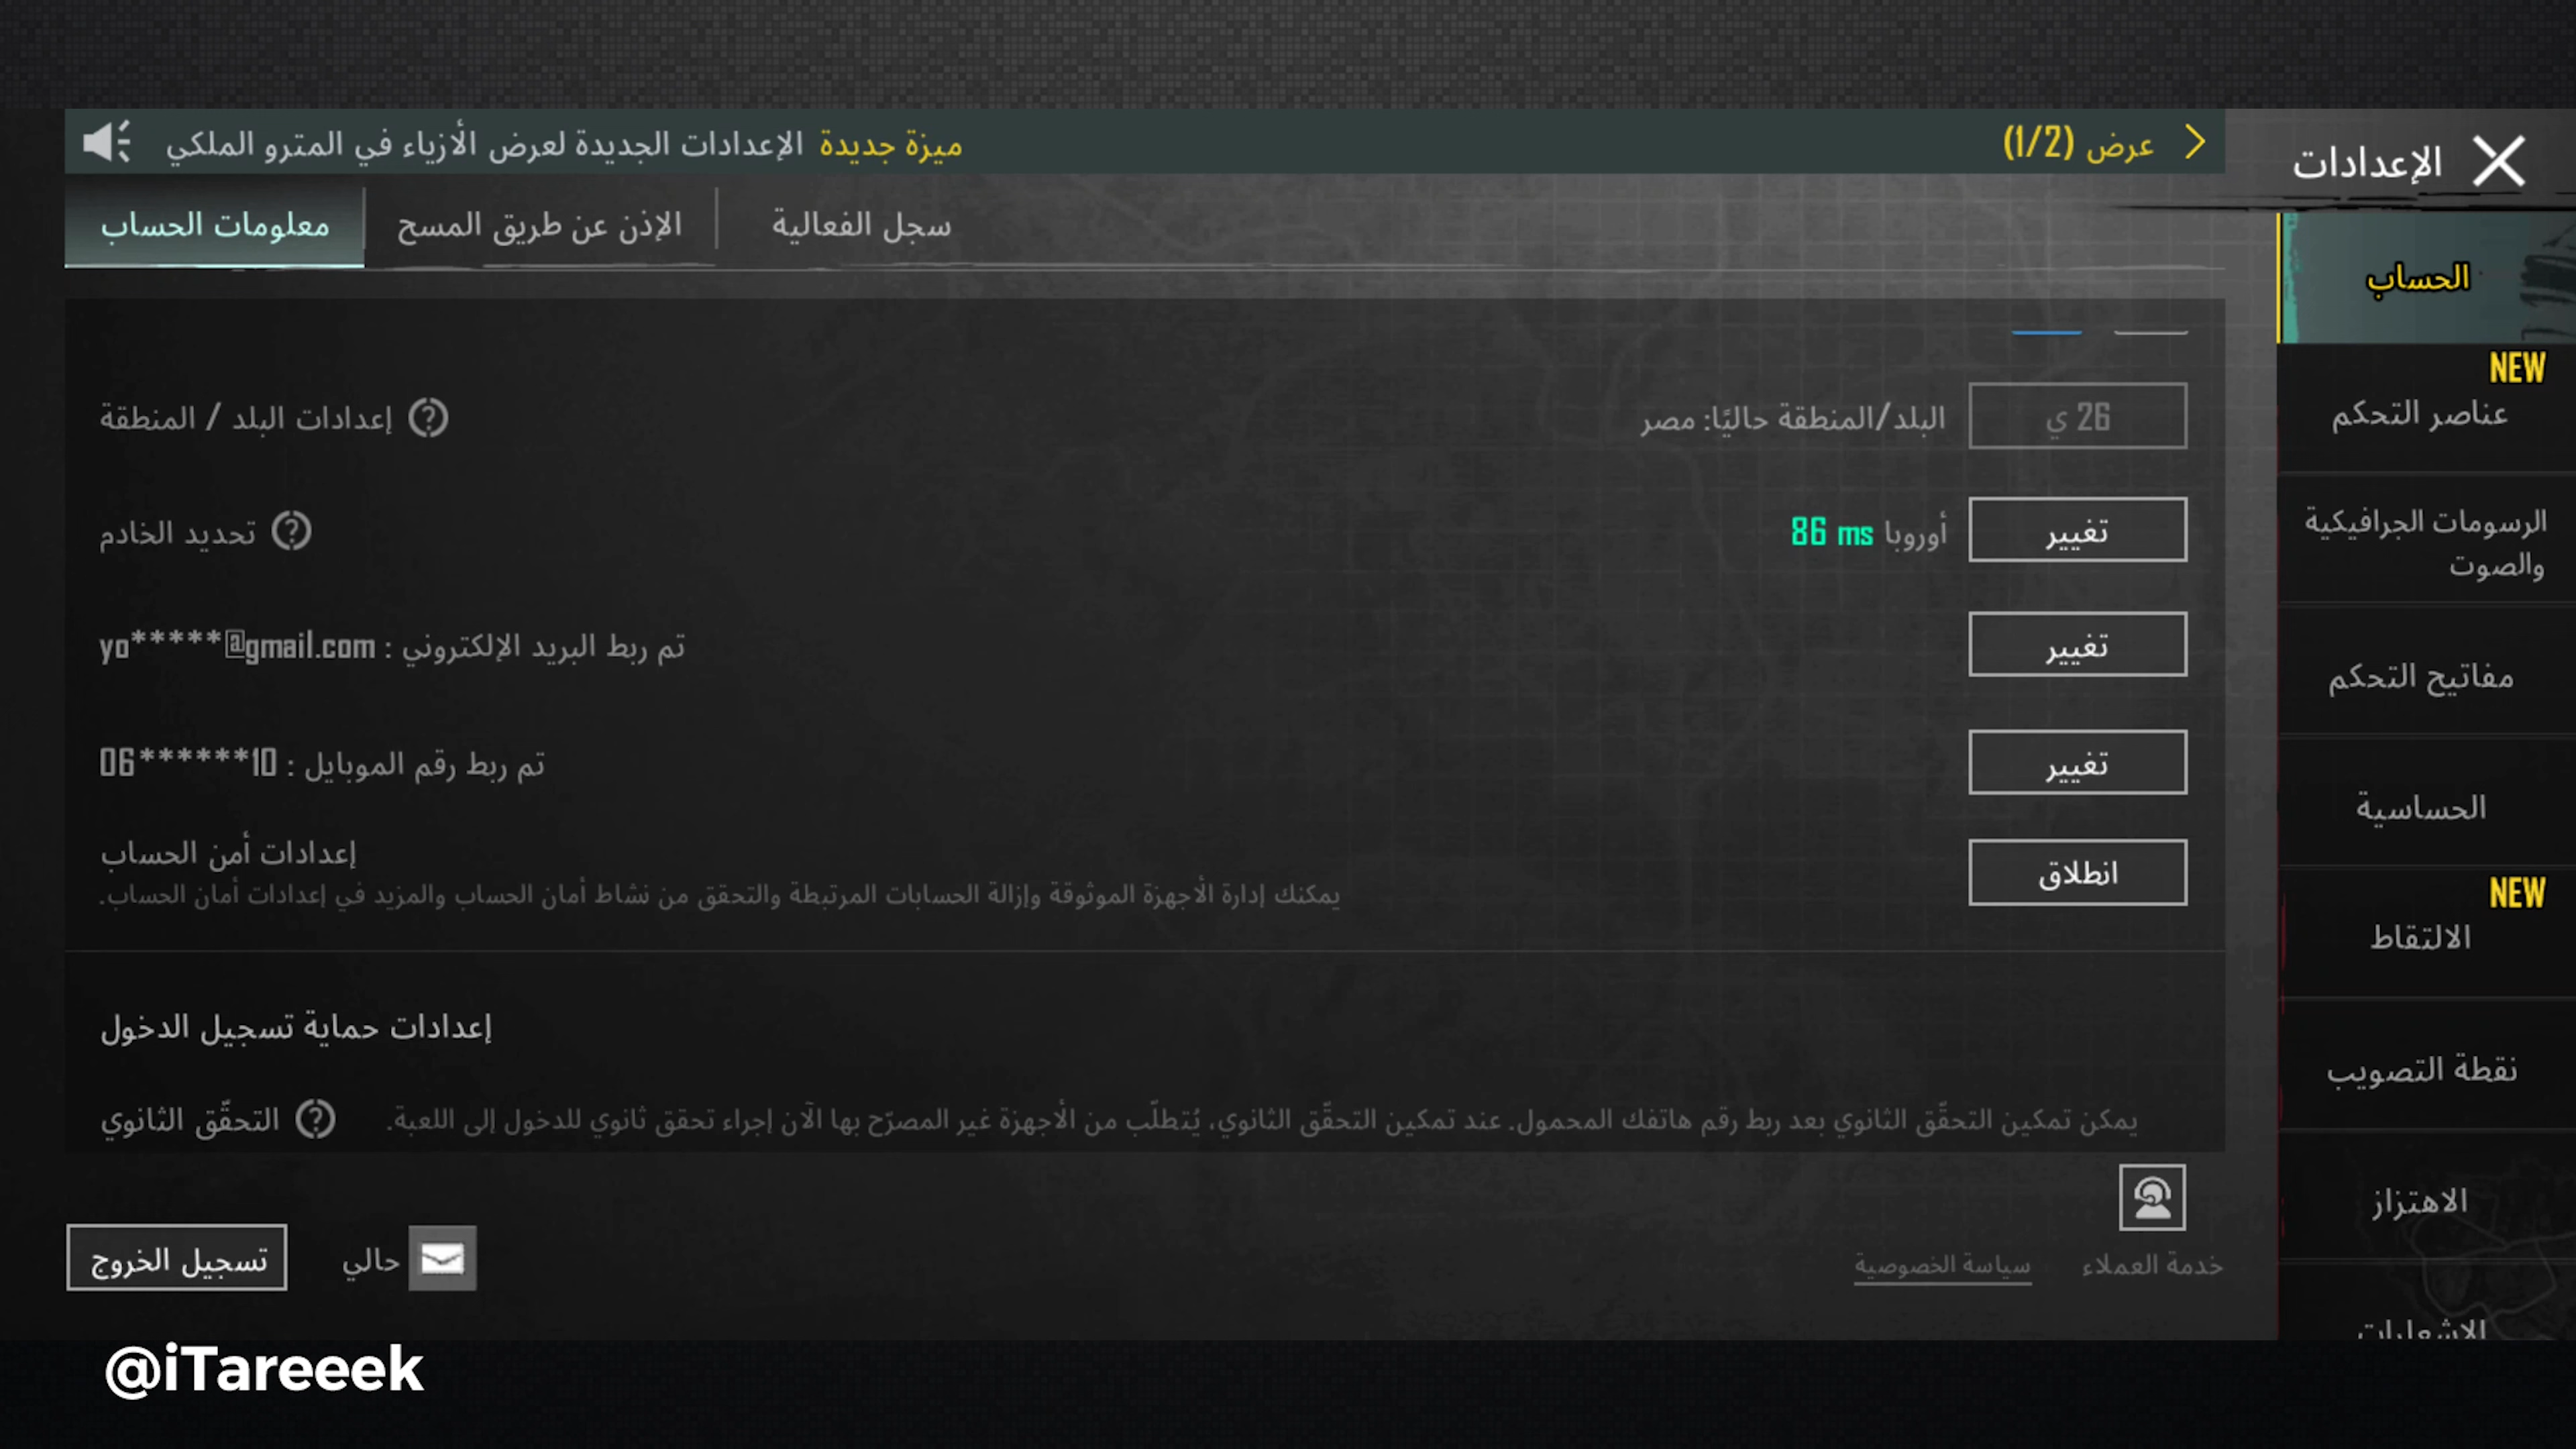 الإعدادات
ميزة جديدة الإعدادات الجديدة لعرض الأزياء في المترو الملكي
عرض (1/2)
معلومات الحساب
الإذن عن طريق المسح
سجل الفعالية
إعدادات البلد / المنطقة
البلد/المنطقة حاليًا: مصر
26 ي
تحديد الخادم
أوروبا 86 ms
تغيير
تم ربط البريد الإلكتروني : yo*****@gmail.com
تغيير
تم ربط رقم الموبايل : 06******10
تغيير
إعدادات أمن الحساب
يمكنك إدارة الأجهزة الموثوقة وإزالة الحسابات المرتبطة والتحقق من نشاط أمان الحساب والمزيد في إعدادات أمان الحساب.
انطلاق
إعدادات حماية تسجيل الدخول
التحقّق الثانوي
يمكن تمكين التحقّق الثانوي بعد ربط رقم هاتفك المحمول. عند تمكين التحقّق الثانوي، يُتطلّب من الأجهزة غير المصرّح بها الآن إجراء تحقق ثانوي للدخول إلى اللعبة.
تسجيل الخروج
حالي
سياسة الخصوصية
خدمة العملاء
الحساب
NEW
عناصر التحكم
الرسومات الجرافيكية
والصوت
مفاتيح التحكم
الحساسية
NEW
الالتقاط
نقطة التصويب
الاهتزاز
الإشعارات
@iTareeek